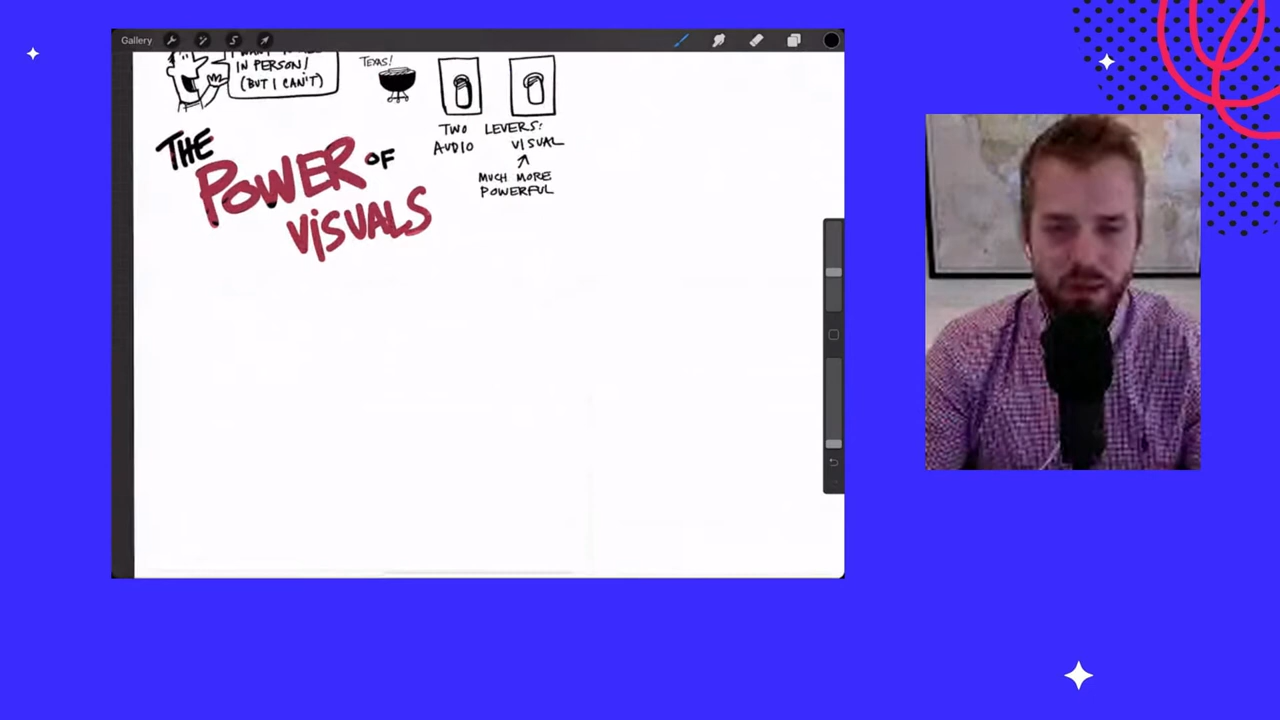 Gallery
IN PERSON!
(BUT I CAN'T)
TEXAS!
TWO LEVERS:
AUDIO VISUAL
MUCH MORE
POWERFUL
THE
POWER OF
VISUALS